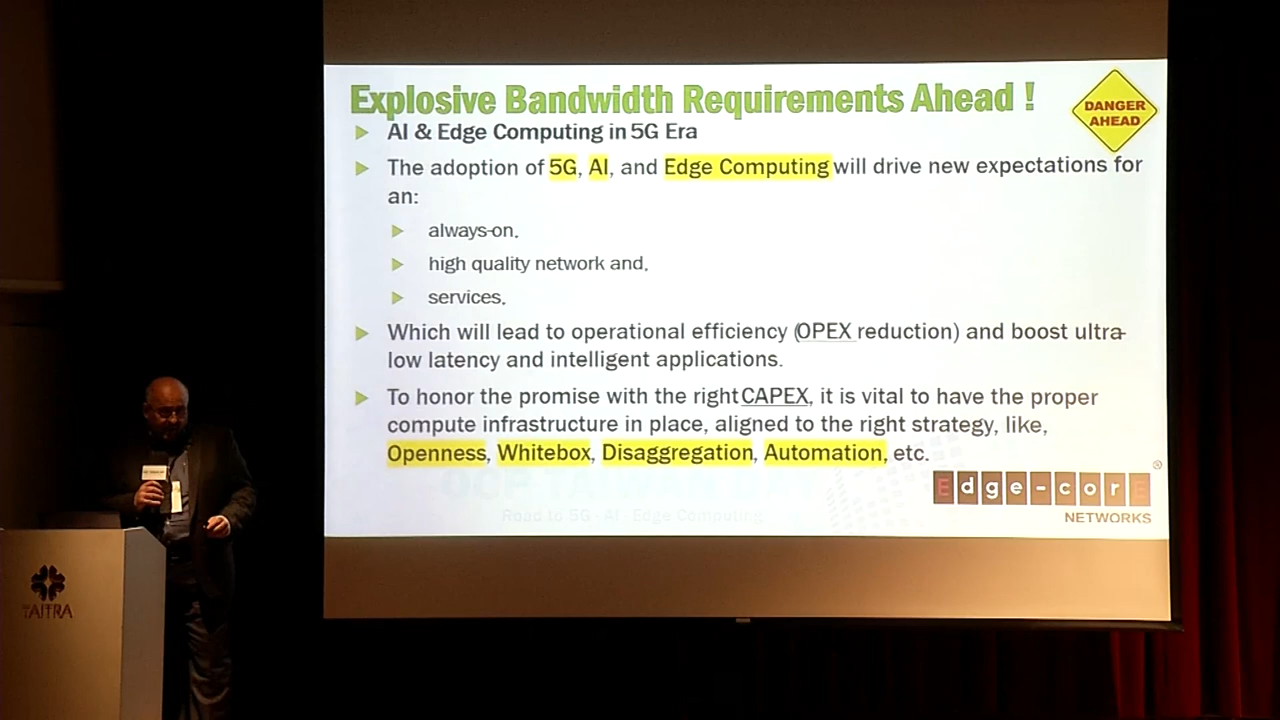 Explosive Bandwidth Requirements Ahead !
DANGER
AHEAD
AI & Edge Computing in 5G Era
The adoption of 5G, AI, and Edge Computing will drive new expectations for
an:
always-on,
high quality network and,
services,
Which will lead to operational efficiency (OPEX reduction) and boost ultra-
low latency and intelligent applications.
To honor the promise with the right CAPEX, it is vital to have the proper
compute infrastructure in place, aligned to the right strategy, like,
Openness, Whitebox, Disaggregation, Automation, etc.
Edge-corE ®
NETWORKS
Road to 5G - AI Edge Computing
TAITRA